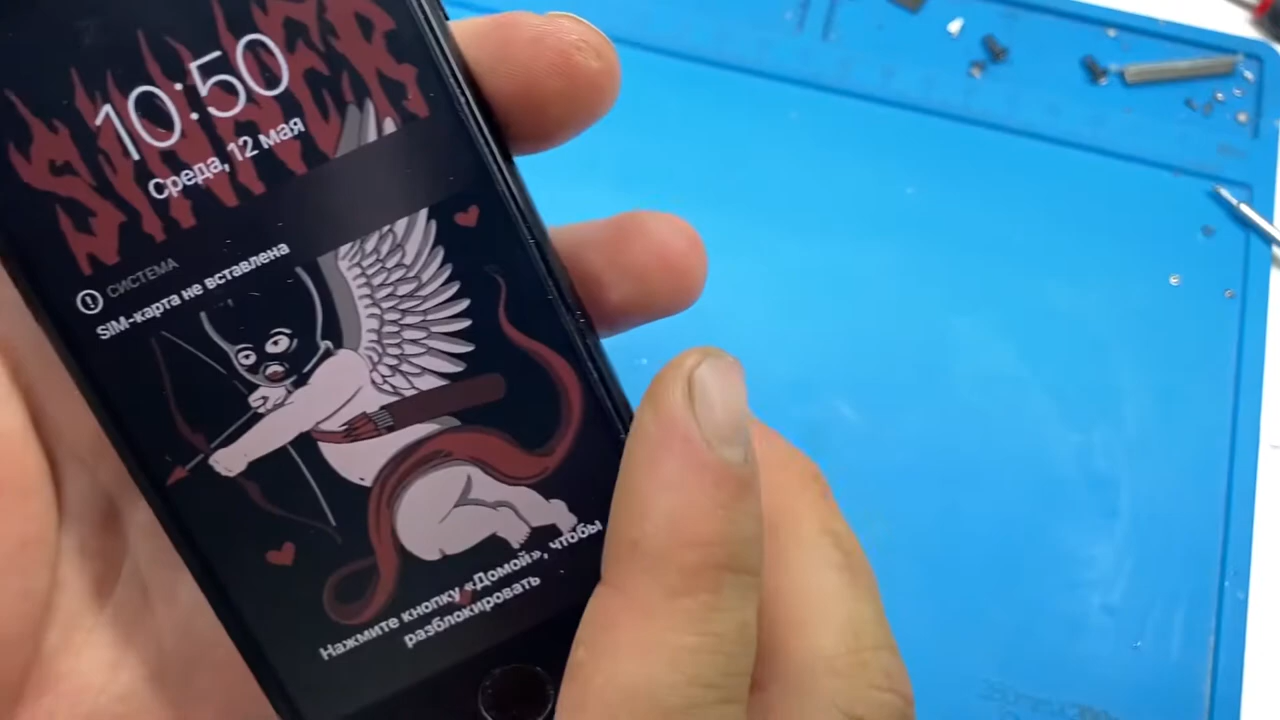 SINNER
10:50
Среда, 12 мая
СИСТЕМА
SIM-карта не вставлена
Нажмите кнопку «Домой», чтобы
разблокировать